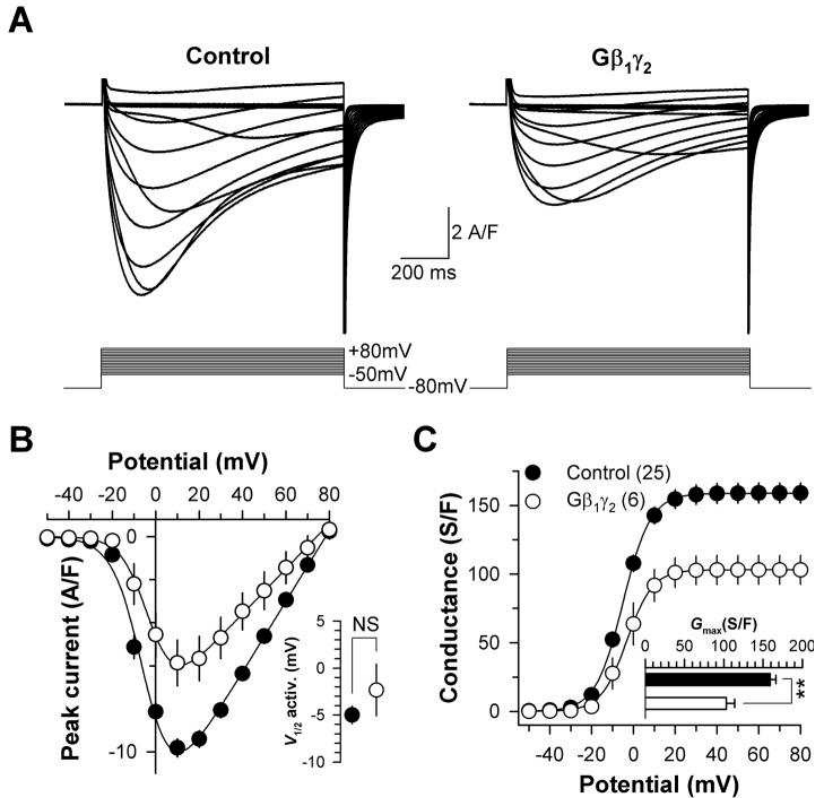 A
Control
Gβ₁γ₂
2 A/F
200 ms
+80mV
-50mV
-80mV
B
Potential (mV)
-40 -20 0 20 40 60 80
0
-10
Peak current (A/F)
NS
5
0
-5
-10
V1/2 activ. (mV)
C
Control (25)
Gβ₁γ₂ (6)
150
100
50
0
Conductance (S/F)
Gmax(S/F)
0 50 100 150 200
**
-40 -20 0 20 40 60 80
Potential (mV)